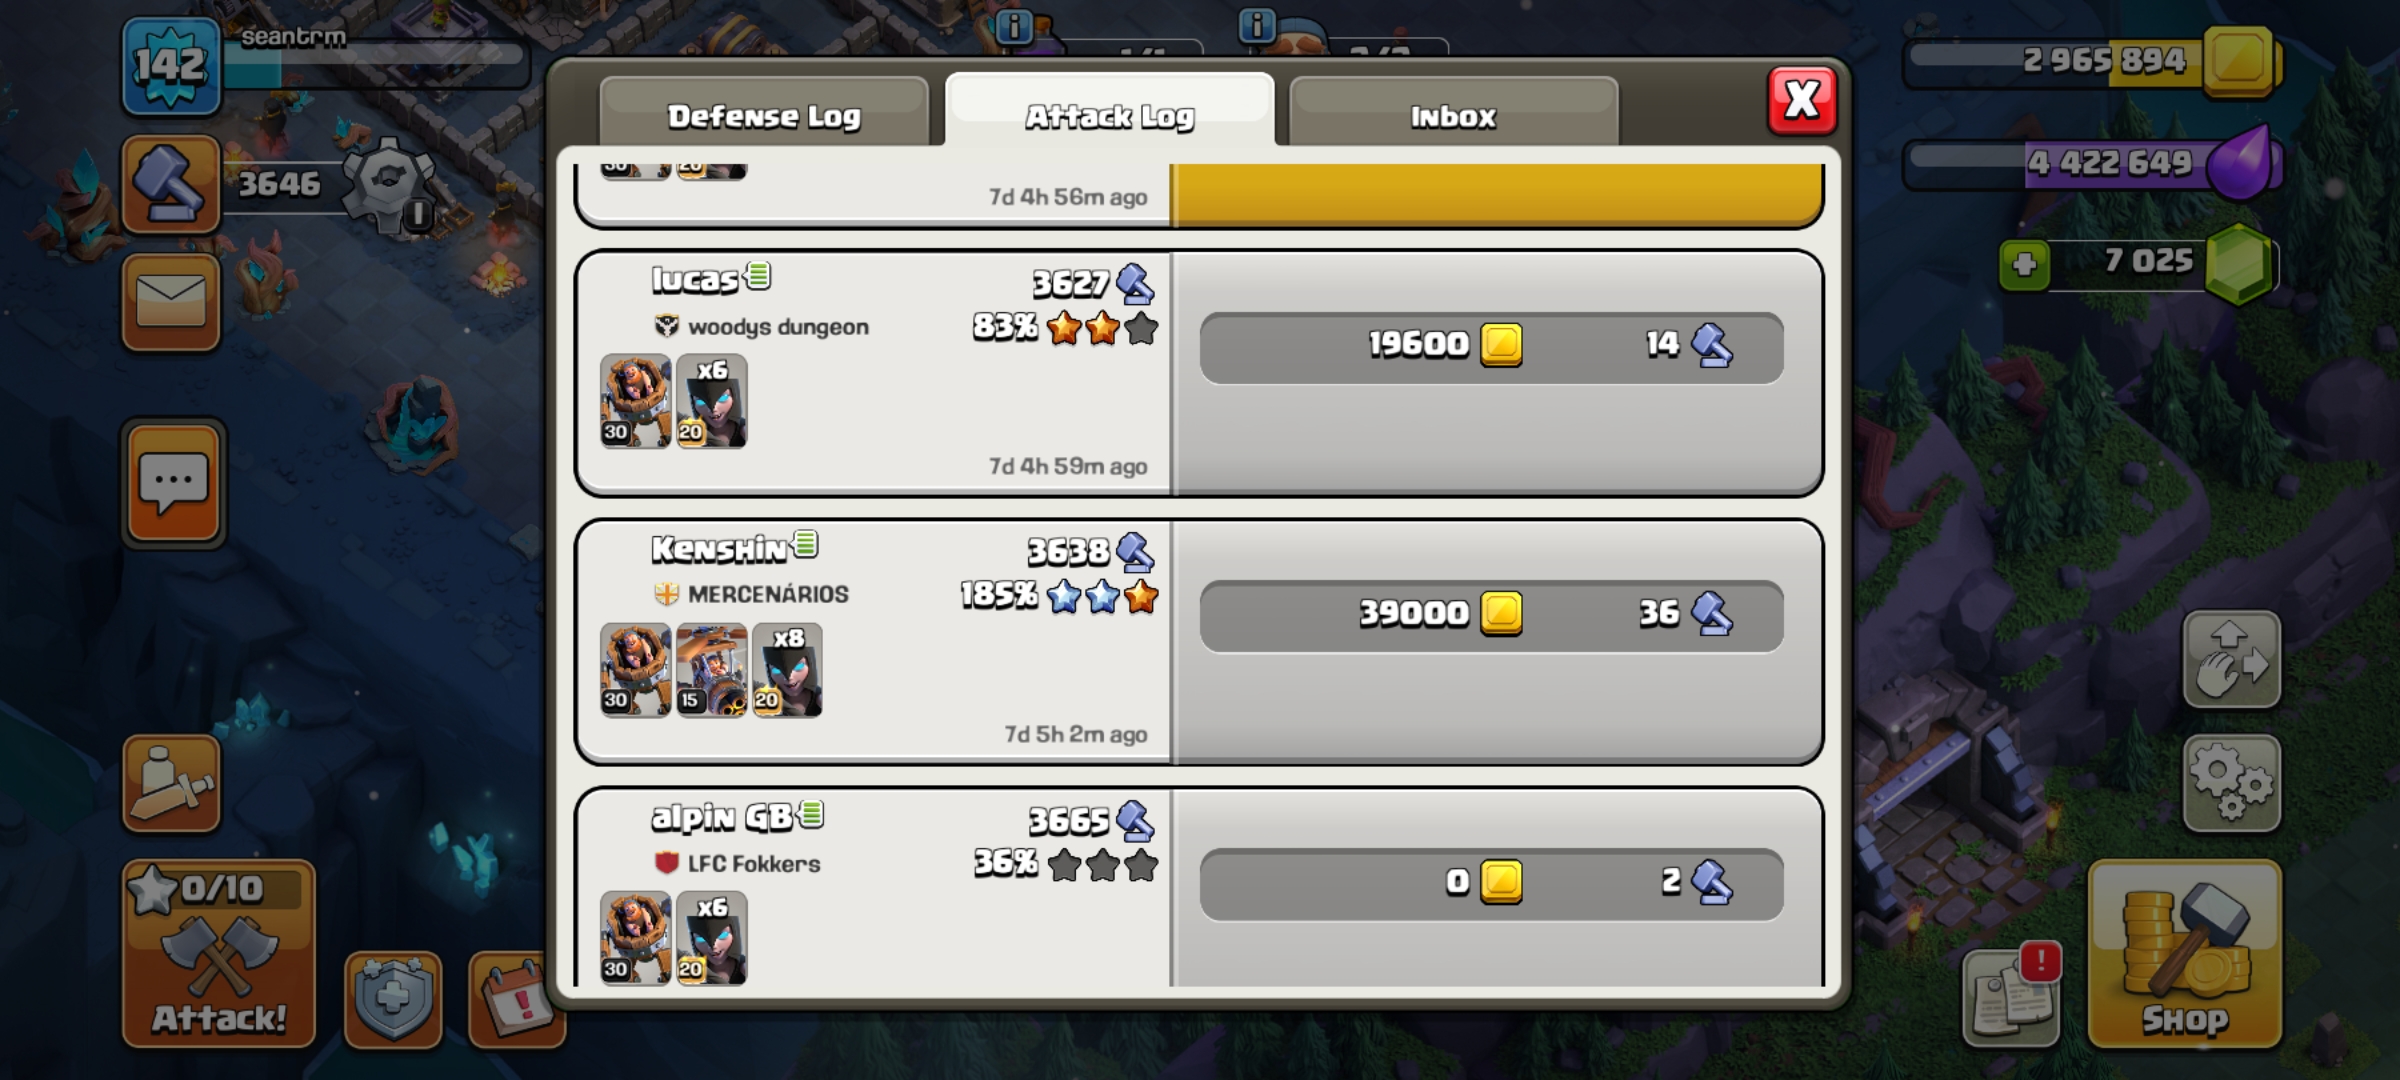 142
seantrm
3646
Defense Log
Attack Log
Inbox
X
2 965 894
4 422 649
7 025
30
20
7d 4h 56m ago
lucas
3627
woodys dungeon
83%
x6
30
20
7d 4h 59m ago
19600
14
Kenshin
3638
MERCENÁRIOS
185%
x8
30
15
20
7d 5h 2m ago
39000
36
alpin GB
3665
LFC Fokkers
36%
x6
30
20
0
2
0/10
Attack!
Shop